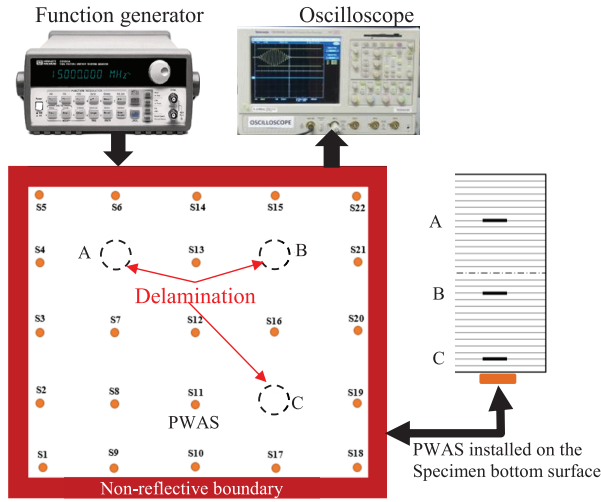 Function generator
Oscilloscope
15000000 MHz
OSCILLOSCOPE
S5 S6 S14 S15 S22
S4 A S13 B S21
Delamination
S3 S7 S12 S16 S20
S2 S8 S11 C S19
PWAS
S1 S9 S10 S17 S18
Non-reflective boundary
A
B
C
PWAS installed on the
Specimen bottom surface